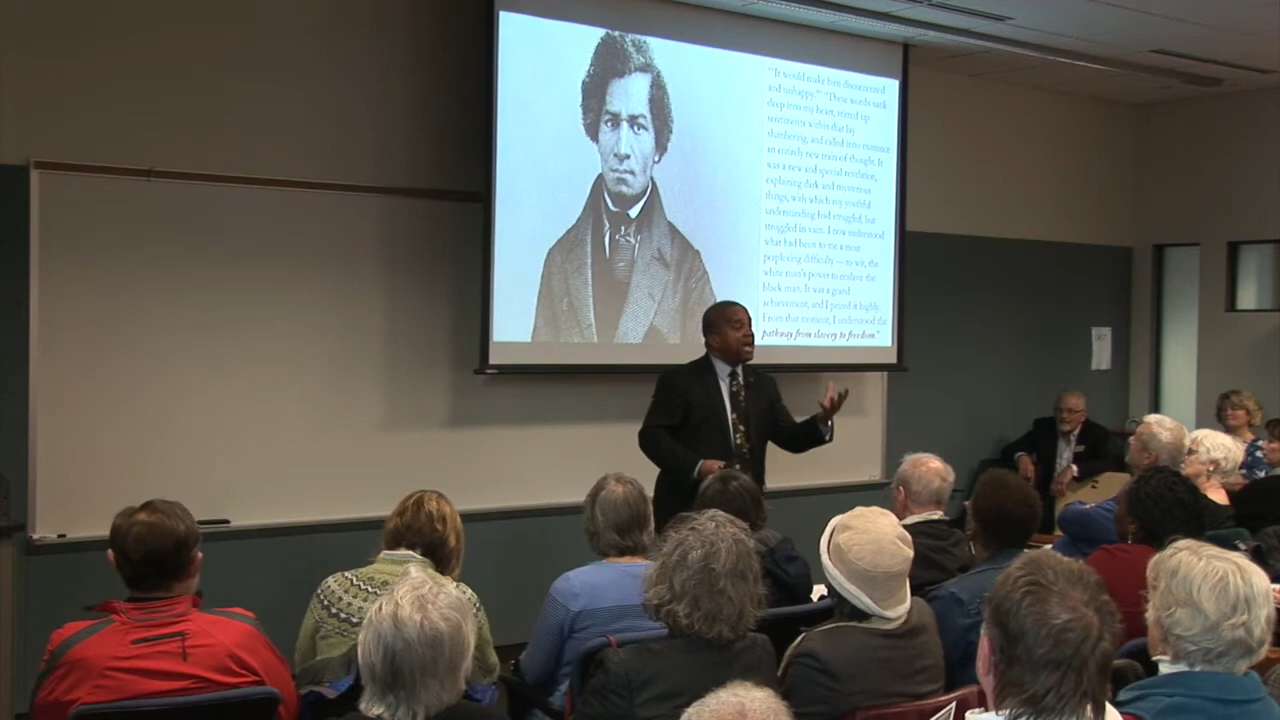 "'It would make him discontented
and unhappy.'" "These words sank
deep into my heart, stirred up
sentiments within that lay
slumbering, and called into existence
an entirely new train of thought. It
was a new and special revelation,
explaining dark and mysterious
things, with which my youthful
understanding had struggled, but
struggled in vain. I now understood
what had been to me a most
perplexing difficulty — to wit, the
white man's power to enslave the
black man. It was a grand
achievement, and I prized it highly.
From that moment, I understood the
pathway from slavery to freedom."